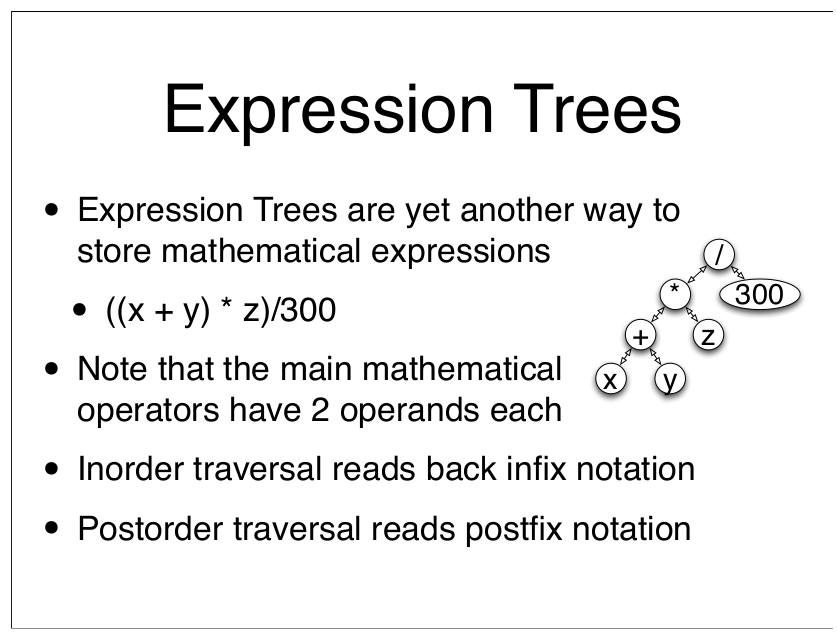 Expression Trees
• Expression Trees are yet another way to
store mathematical expressions
• ((x + y) * z)/300
• Note that the main mathematical
operators have 2 operands each
• Inorder traversal reads back infix notation
• Postorder traversal reads postfix notation
/
* 300
+ z
x y